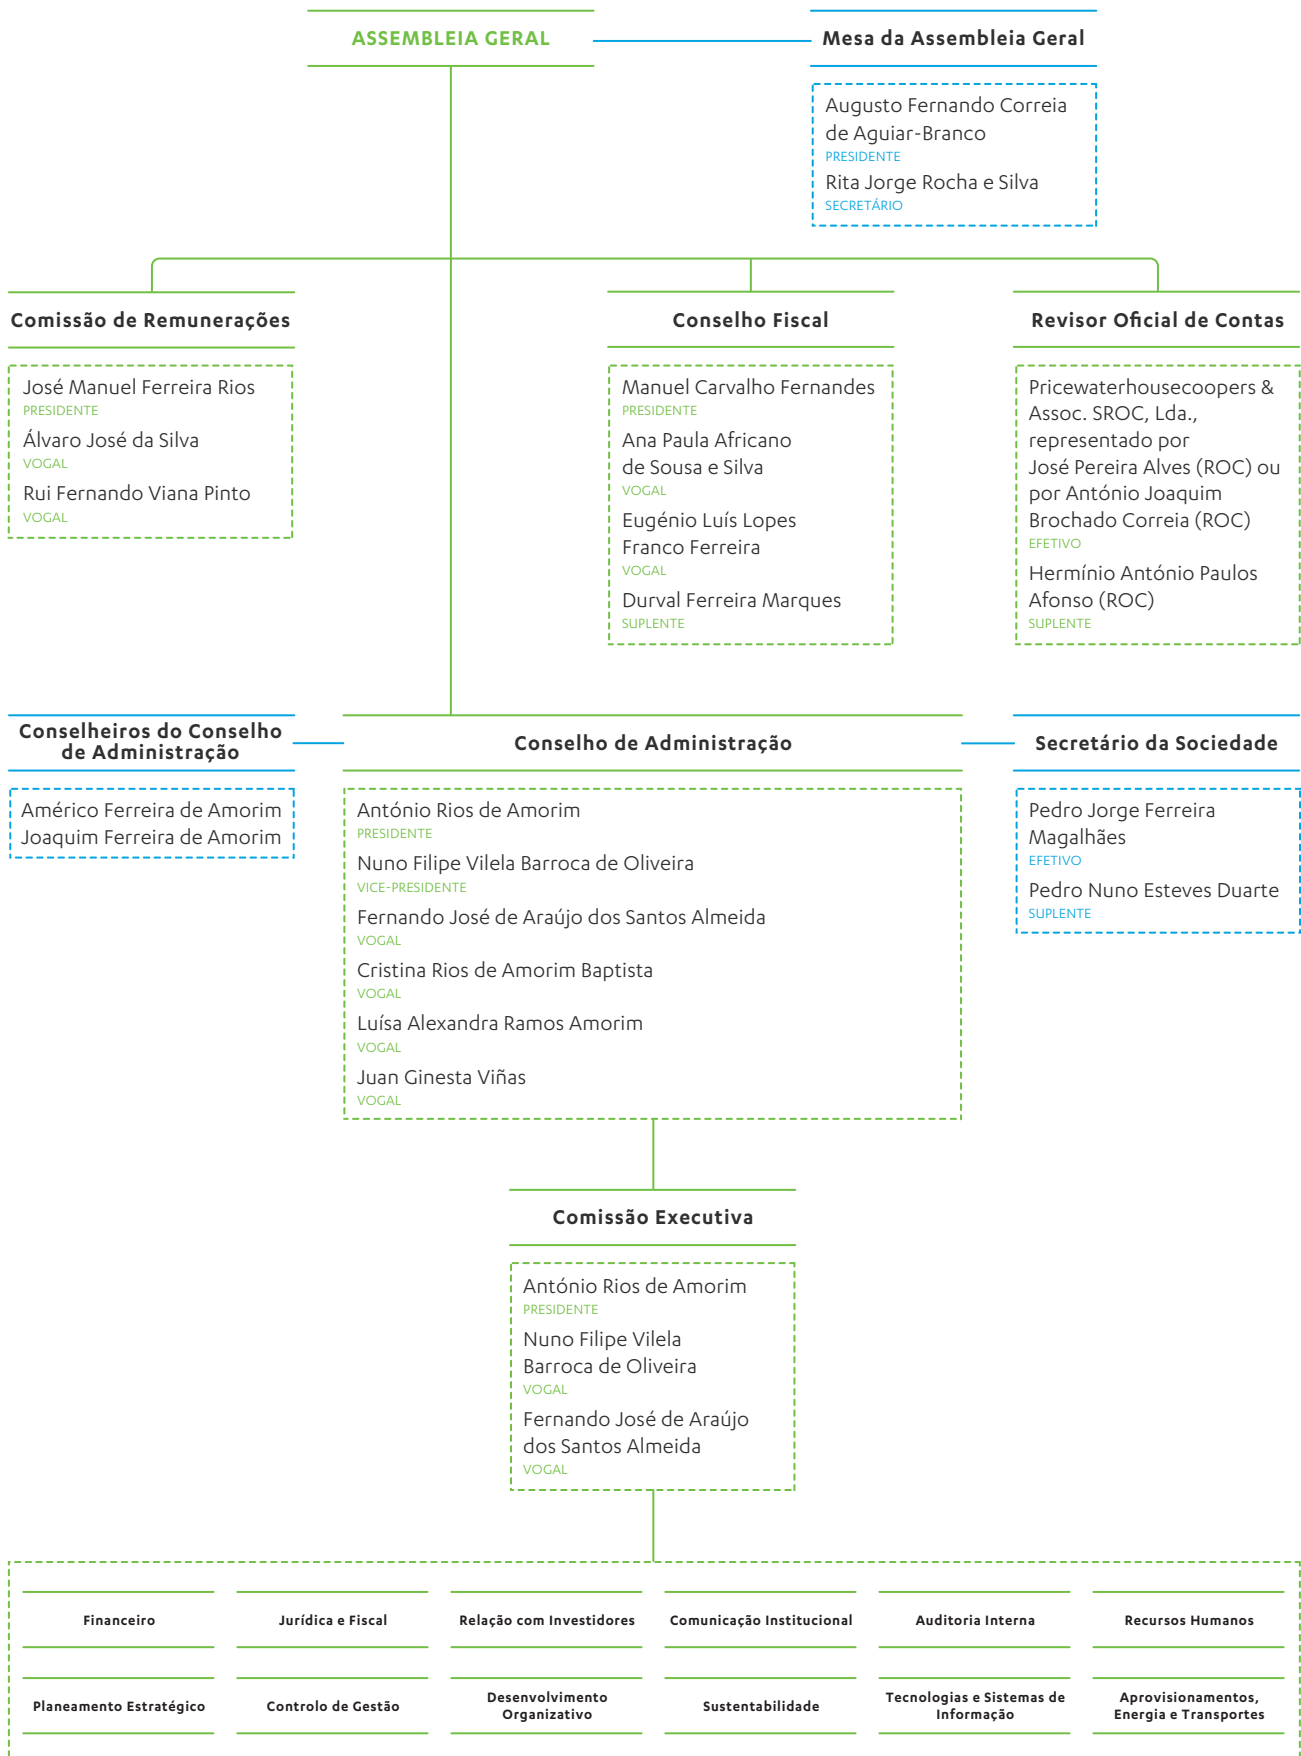 ASSEMBLEIA GERAL
Mesa da Assembleia Geral
Augusto Fernando Correia
de Aguiar-Branco
PRESIDENTE
Rita Jorge Rocha e Silva
SECRETÁRIO
Comissão de Remunerações
José Manuel Ferreira Rios
PRESIDENTE
Álvaro José da Silva
VOGAL
Rui Fernando Viana Pinto
VOGAL
Conselho Fiscal
Manuel Carvalho Fernandes
PRESIDENTE
Ana Paula Africano
de Sousa e Silva
VOGAL
Eugénio Luís Lopes
Franco Ferreira
VOGAL
Durval Ferreira Marques
SUPLENTE
Revisor Oficial de Contas
Pricewaterhousecoopers &
Assoc. SROC, Lda.,
representado por
José Pereira Alves (ROC) ou
por António Joaquim
Brochado Correia (ROC)
EFETIVO
Hermínio António Paulos
Afonso (ROC)
SUPLENTE
Conselheiros do Conselho
de Administração
Américo Ferreira de Amorim
Joaquim Ferreira de Amorim
Conselho de Administração
António Rios de Amorim
PRESIDENTE
Nuno Filipe Vilela Barroca de Oliveira
VICE-PRESIDENTE
Fernando José de Araújo dos Santos Almeida
VOGAL
Cristina Rios de Amorim Baptista
VOGAL
Luísa Alexandra Ramos Amorim
VOGAL
Juan Ginesta Viñas
VOGAL
Secretário da Sociedade
Pedro Jorge Ferreira
Magalhães
EFETIVO
Pedro Nuno Esteves Duarte
SUPLENTE
Comissão Executiva
António Rios de Amorim
PRESIDENTE
Nuno Filipe Vilela
Barroca de Oliveira
VOGAL
Fernando José de Araújo
dos Santos Almeida
VOGAL
Financeiro
Jurídica e Fiscal
Relação com Investidores
Comunicação Institucional
Auditoria Interna
Recursos Humanos
Planeamento Estratégico
Controlo de Gestão
Desenvolvimento
Organizativo
Sustentabilidade
Tecnologias e Sistemas de
Informação
Aprovisionamentos,
Energia e Transportes